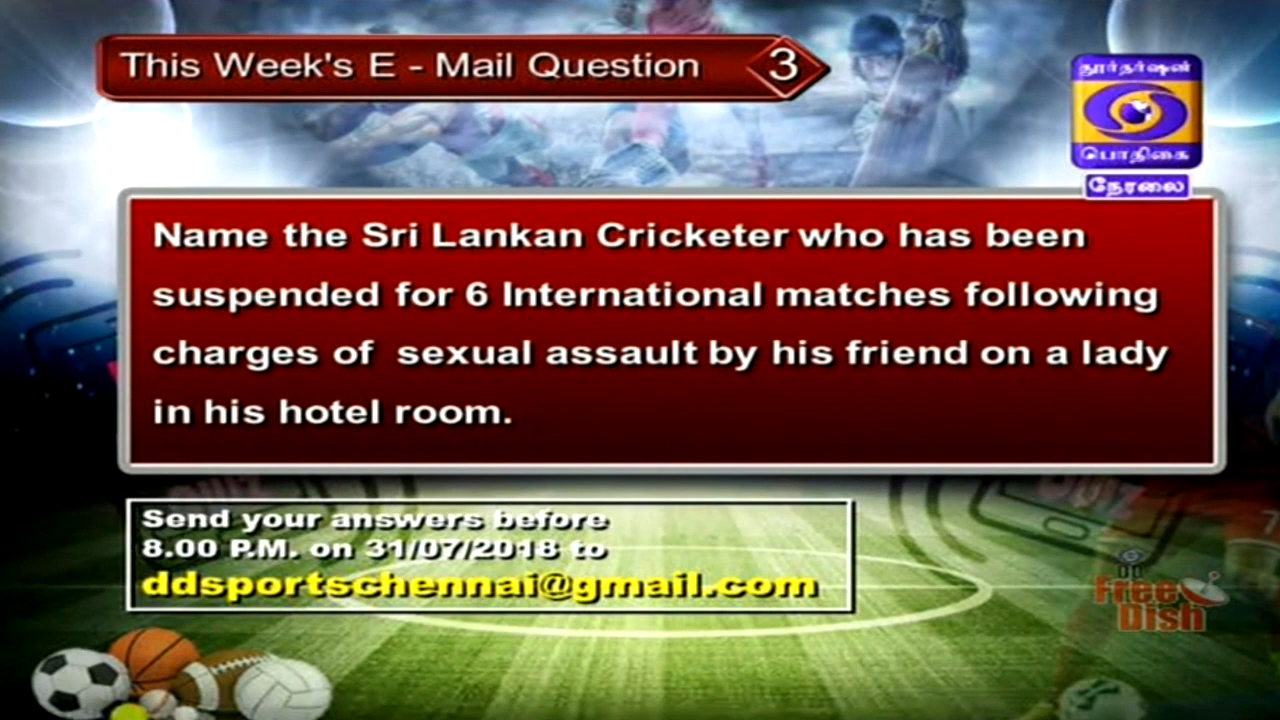 This Week's E - Mail Question 3
தூர்தர்ஷன்
பொதிகை
நேரலை
Name the Sri Lankan Cricketer who has been
suspended for 6 International matches following
charges of sexual assault by his friend on a lady
in his hotel room.
Send your answers before
8.00 P.M. on 31/07/2018 to
ddsportschennai@gmail.com
DD
Free
Dish